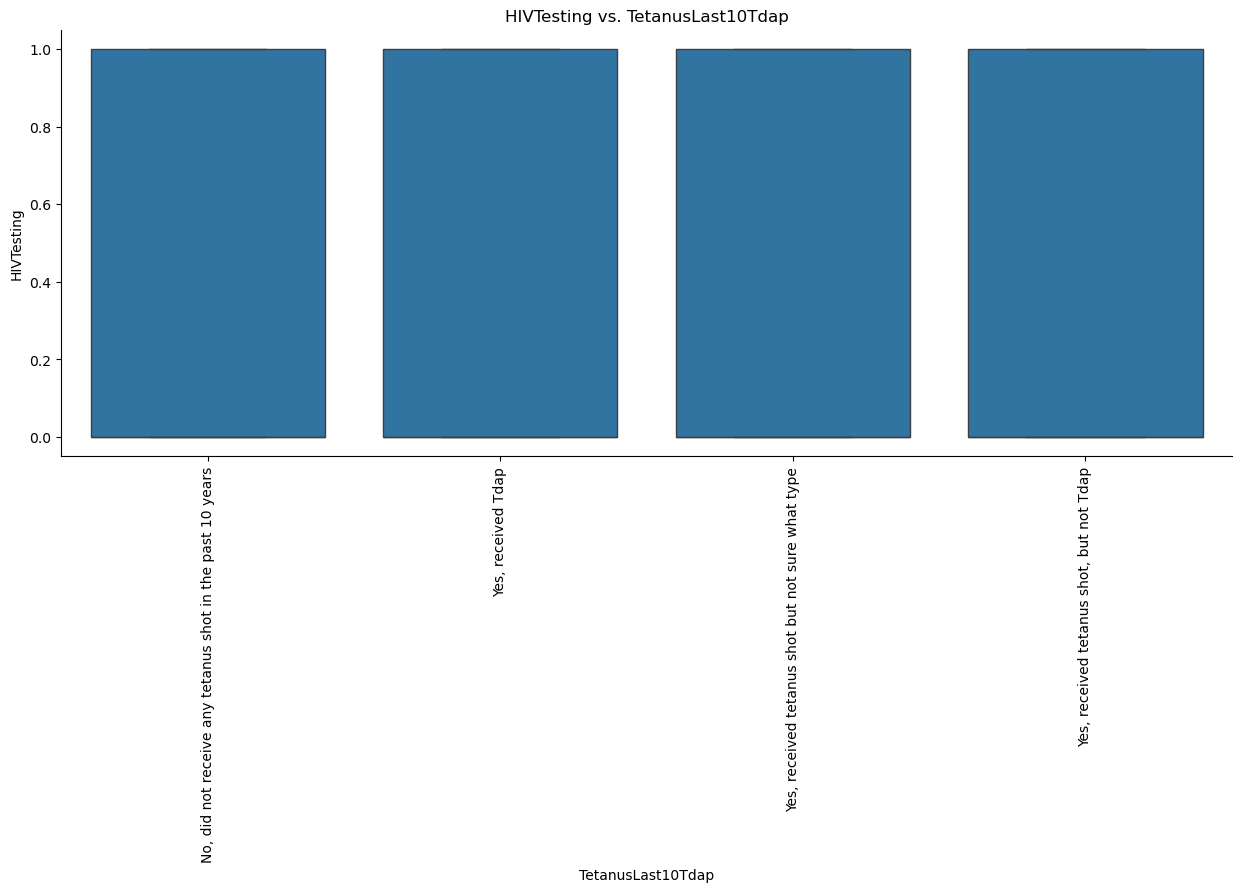 HIVTesting vs. TetanusLast10Tdap
HIVTesting
1.0
0.8
0.6
0.4
0.2
0.0
No, did not receive any tetanus shot in the past 10 years
Yes, received Tdap
Yes, received tetanus shot but not sure what type
Yes, received tetanus shot, but not Tdap
TetanusLast10Tdap